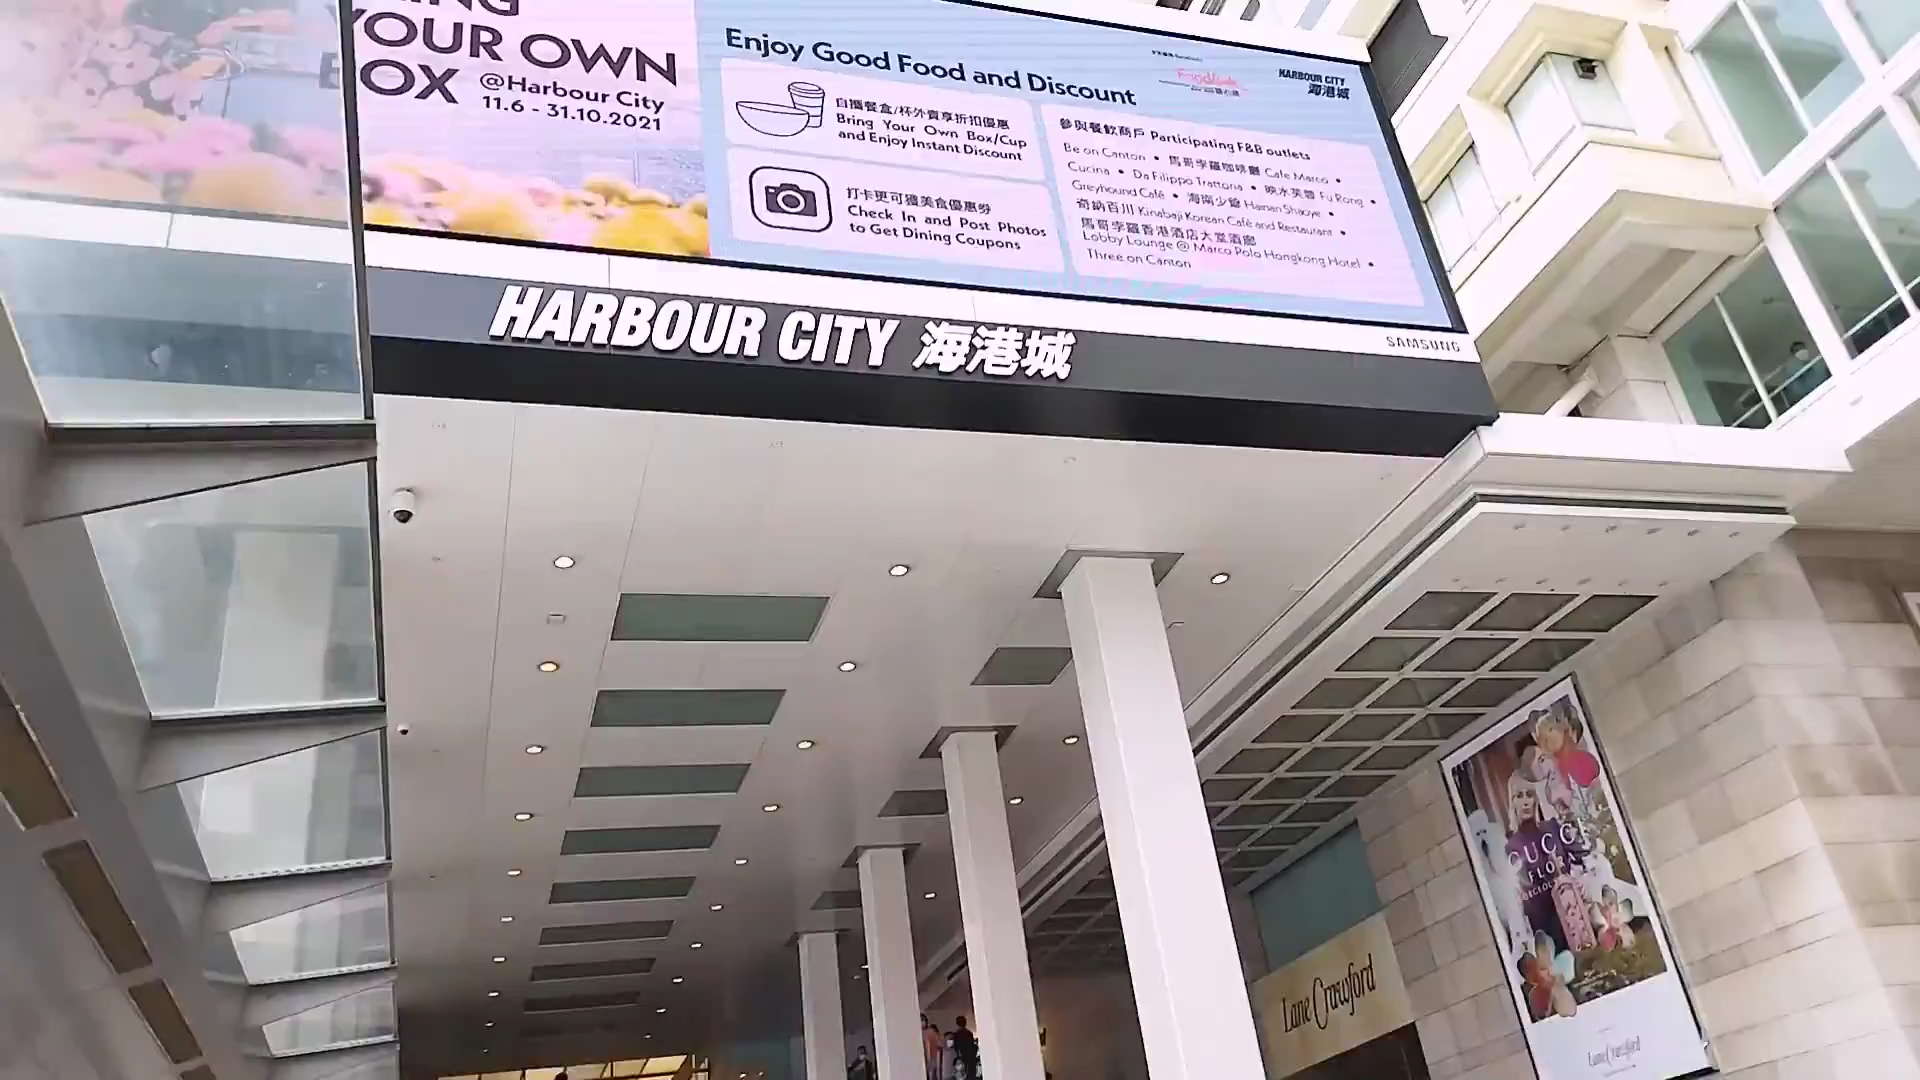 YOUR OWN
BOX
@Harbour City
11.6 - 31.10.2021
Enjoy Good Food and Discount
HARBOUR CITY
海港城
自攜餐盒/杯外賣享折扣優惠
Bring Your Own Box/Cup
and Enjoy Instant Discount
打卡更可獲美食優惠券
Check In and Post Photos
to Get Dining Coupons
參與餐飲商戶 Participating F&B outlets
Be on Canton • 馬哥孛羅咖啡廳 Cafe Marco •
Cucina • Da Filippo Trattoria • 映水芙蓉 Fu Rong •
Greyhound Café • 海南少爺 Hainan Shaoye •
奇納百川 Kinabaji Korean Café and Restaurant •
馬哥孛羅香港酒店大堂酒廊
Lobby Lounge @ Marco Polo Hongkong Hotel •
Three on Canton
HARBOUR CITY 海港城
SAMSUNG
GUCCI
FLORA
Lane Crawford
Lane Crawford